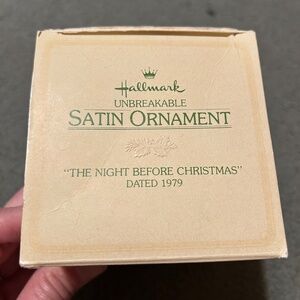 Hallmark
UNBREAKABLE
SATIN ORNAMENT
"THE NIGHT BEFORE CHRISTMAS"
DATED 1979